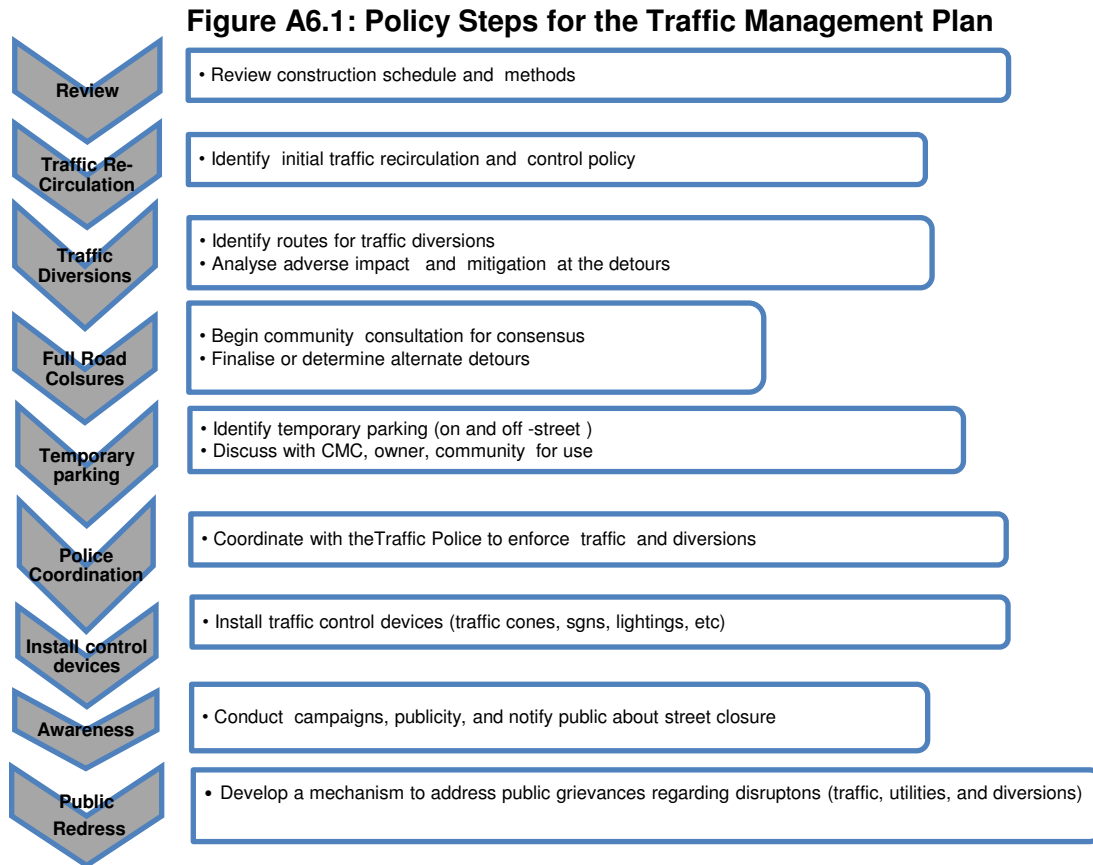 Figure A6.1: Policy Steps for the Traffic Management Plan
Review
• Review construction schedule and methods
Traffic Re-
Circulation
• Identify initial traffic recirculation and control policy
Traffic
Diversions
• Identify routes for traffic diversions
• Analyse adverse impact and mitigation at the detours
Full Road
Colsures
• Begin community consultation for consensus
• Finalise or determine alternate detours
Temporary
parking
• Identify temporary parking (on and off -street )
• Discuss with CMC, owner, community for use
Police
Coordination
• Coordinate with theTraffic Police to enforce traffic and diversions
Install control
devices
• Install traffic control devices (traffic cones, sgns, lightings, etc)
Awareness
• Conduct campaigns, publicity, and notify public about street closure
Public
Redress
• Develop a mechanism to address public grievances regarding disruptons (traffic, utilities, and diversions)